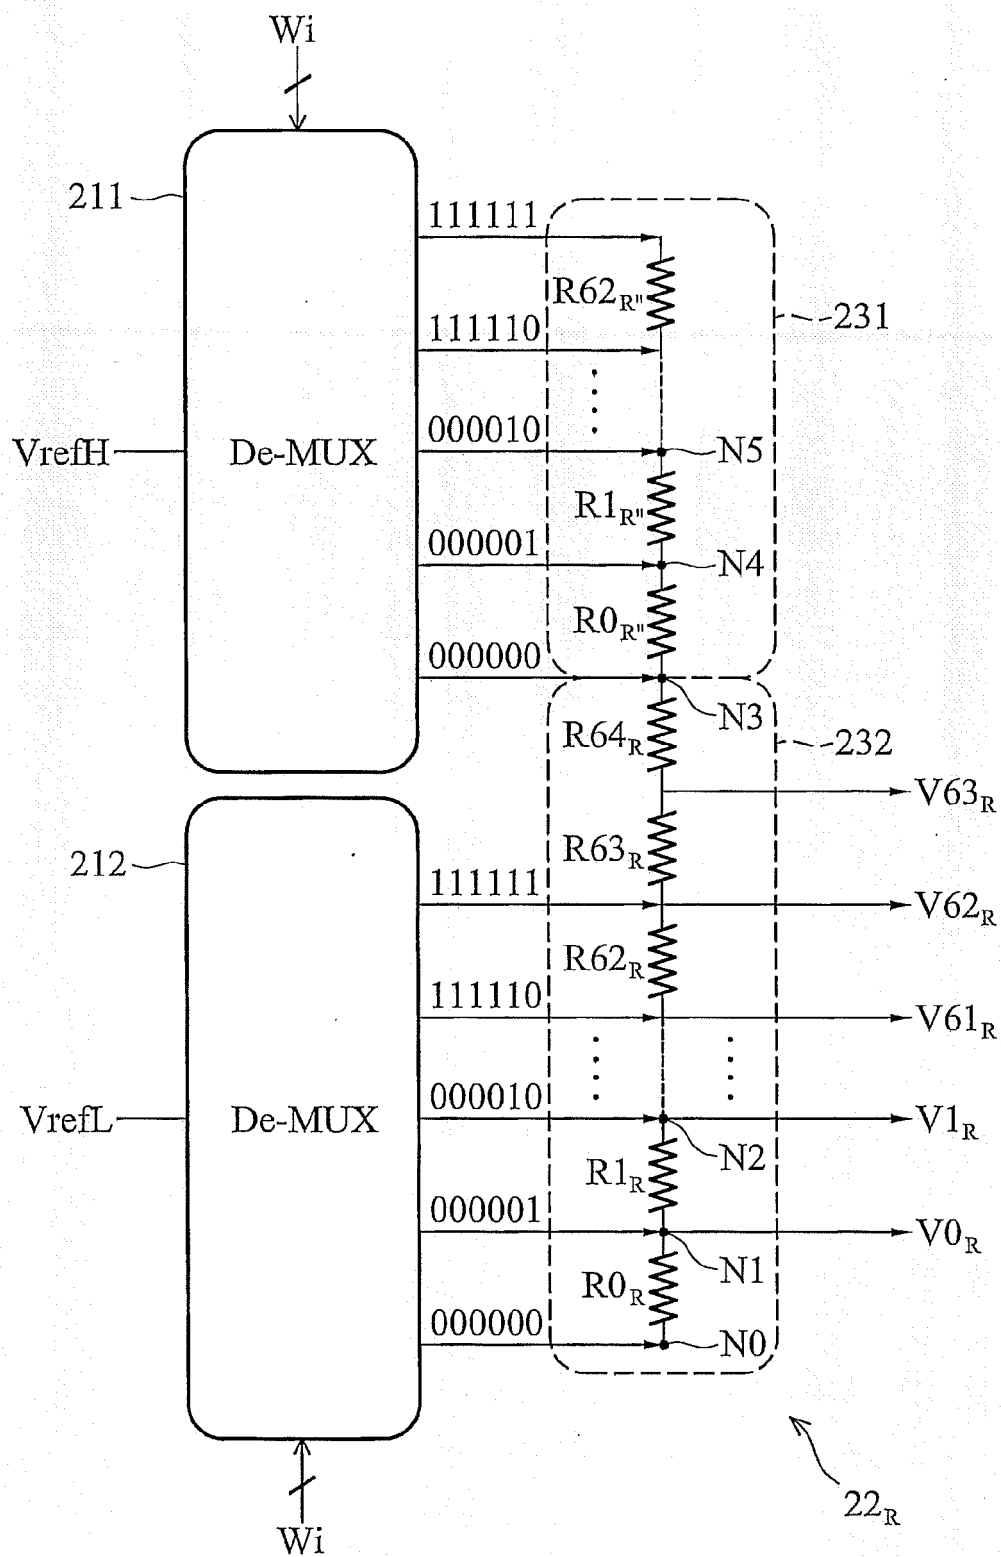 Wi
211
111111
R62R"
231
111110
VrefH
De-MUX
000010
N5
R1R"
000001
N4
R0R"
000000
N3
R64R
232
V63R
212
R63R
111111
V62R
R62R
111110
V61R
VrefL
De-MUX
000010
V1R
N2
R1R
000001
V0R
N1
R0R
000000
N0
22R
Wi